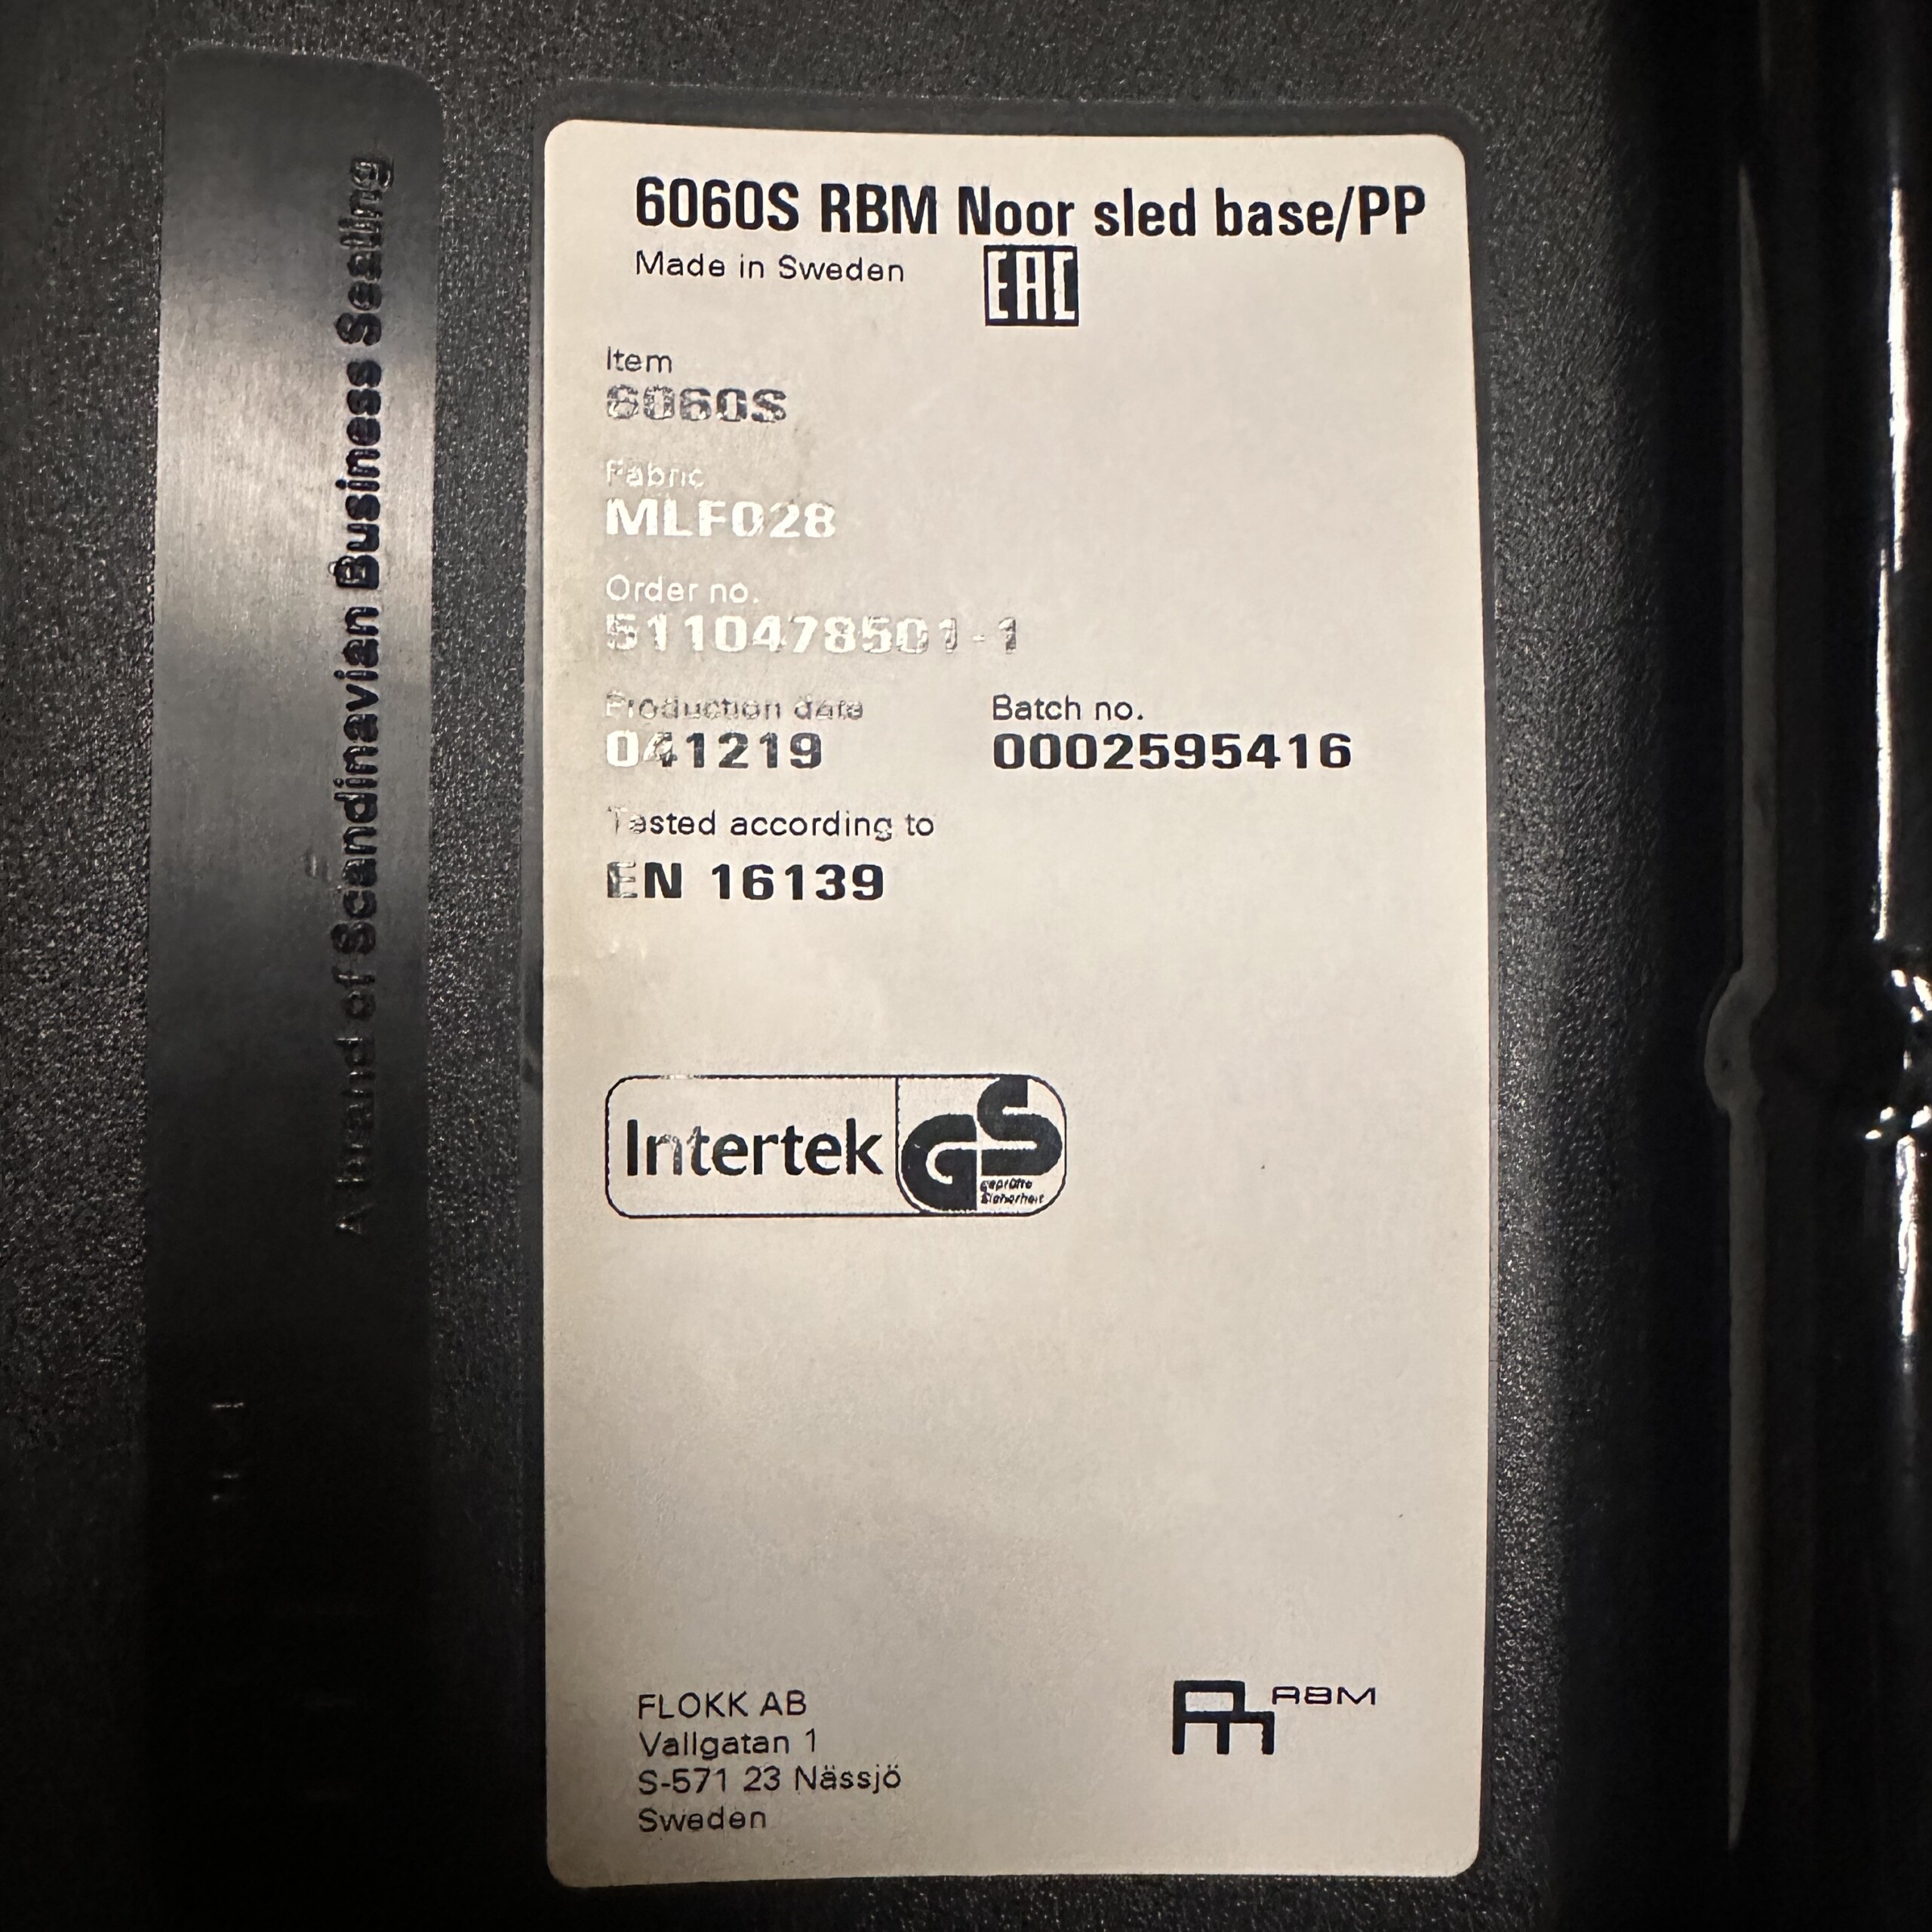 6060S RBM Noor sled base/PP
Made in Sweden
EAC
Item
6060S
Fabric
MLF028
Order no.
5110478501-1
Production date
041219
Batch no.
0002595416
Tested according to
EN 16139
Intertek
GS
geprüfte
Sicherheit
FLOKK AB
Vallgatan 1
S-571 23 Nässjö
Sweden
RBM
A brand of Scandinavian Business Seating